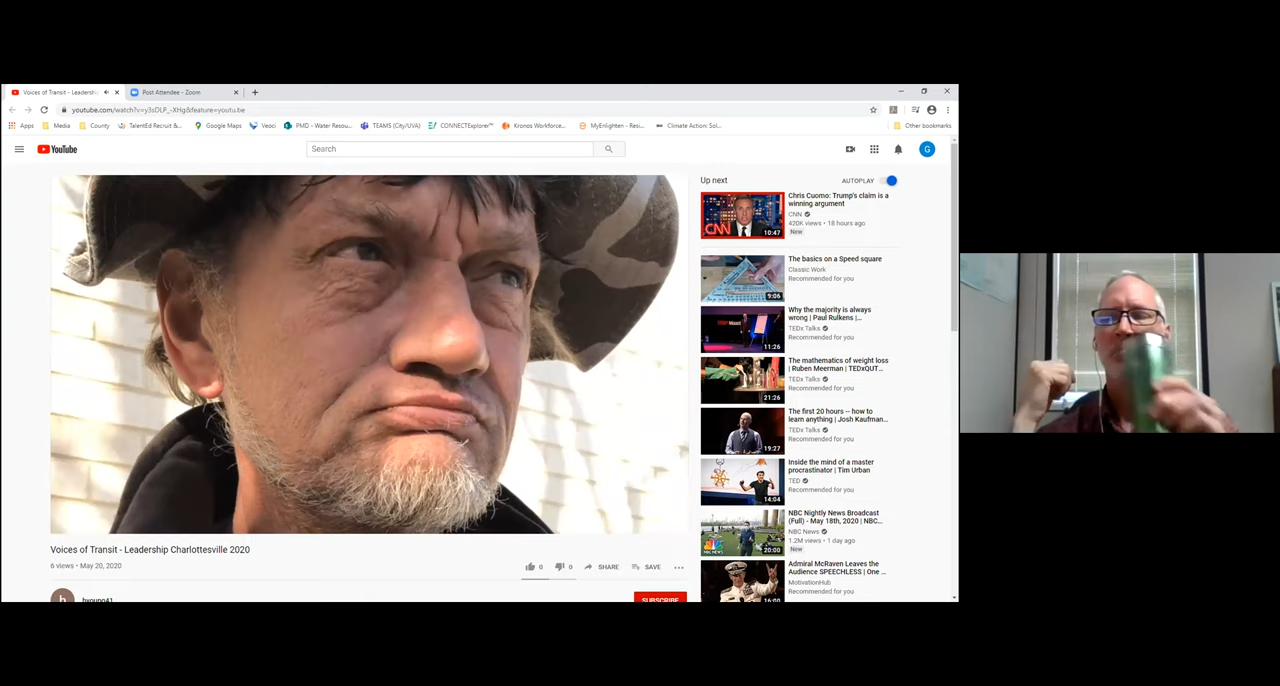 Voices of Transit - Leadershi
Post Attendee - Zoom
youtube.com/watch?v=y3sDLP_-XHg&feature=youtu.be
Apps
Media
County
TalentEd Recruit &...
Google Maps
Veoci
PMD - Water Resou...
TEAMS (City/UVA)
CONNECTExplorer™
Kronos Workforce...
MyEnlighten - Resi...
Climate Action: Sol...
Other bookmarks
YouTube
Search
G
Up next
AUTOPLAY
Chris Cuomo: Trump's claim is a
winning argument
CNN
420K views • 18 hours ago
New
CNN
10:47
The basics on a Speed square
Classic Work
Recommended for you
9:06
Why the majority is always
wrong | Paul Rulkens |...
TEDx Talks
Recommended for you
11:26
The mathematics of weight loss
| Ruben Meerman | TEDxQUT...
TEDx Talks
Recommended for you
21:26
The first 20 hours -- how to
learn anything | Josh Kaufman...
TEDx Talks
Recommended for you
19:27
Inside the mind of a master
procrastinator | Tim Urban
TED
Recommended for you
14:04
NBC Nightly News Broadcast
(Full) - May 18th, 2020 | NBC...
NBC News
1.2M views • 1 day ago
New
20:00
Admiral McRaven Leaves the
Audience SPEECHLESS | One ...
MotivationHub
Recommended for you
16:00
Voices of Transit - Leadership Charlottesville 2020
6 views • May 20, 2020
0
0
SHARE
SAVE
h
hyoung41
SUBSCRIBE